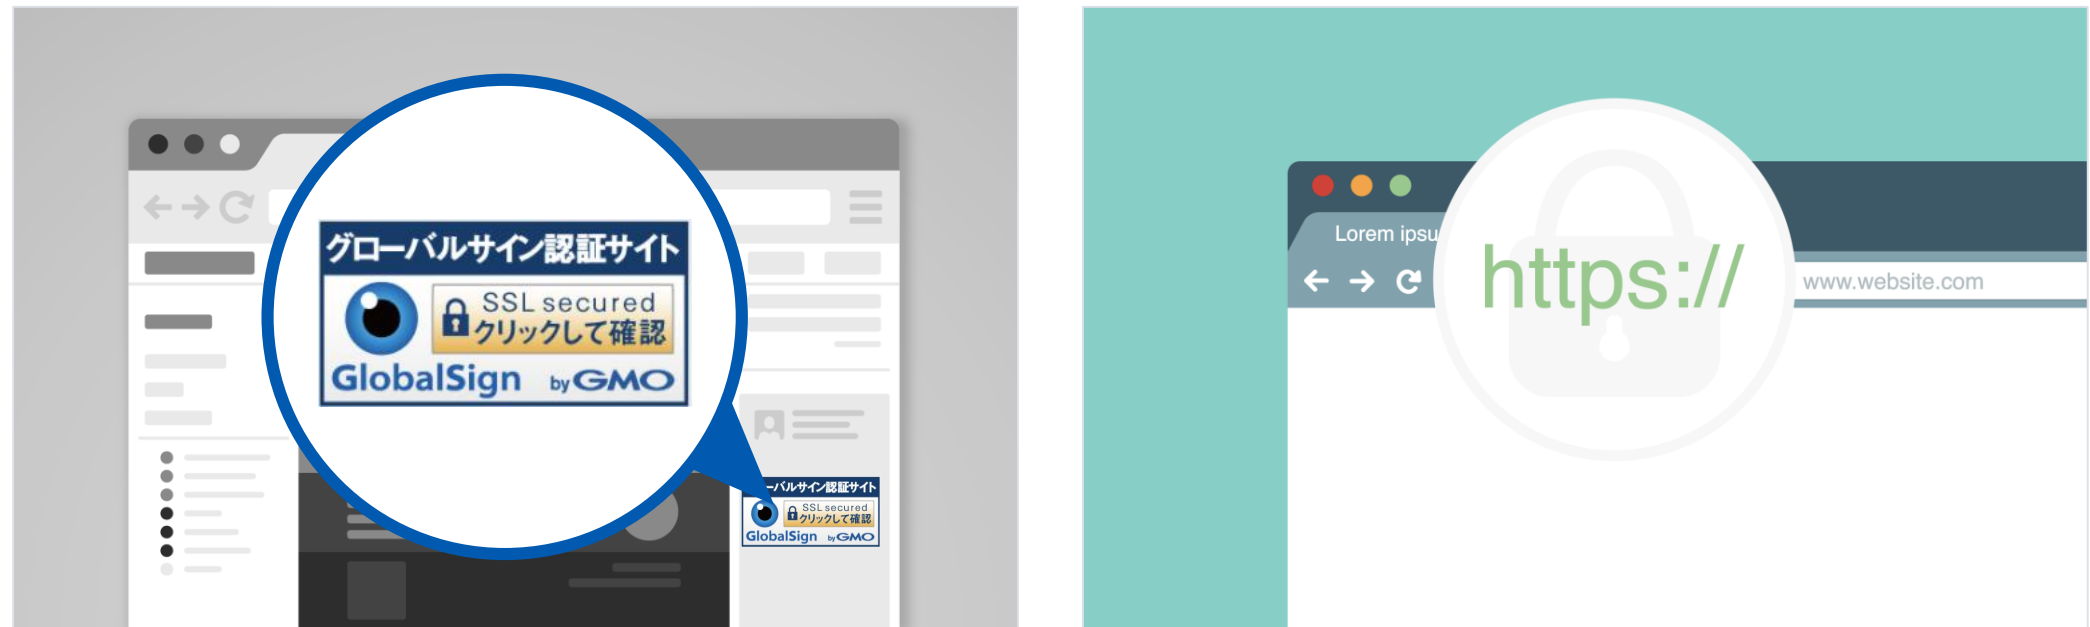 グローバルサイン認証サイト
SSL secured
クリックして確認
GlobalSign by GMO
ーバルサイン認証サイト
SSL secured
クリックして確認
GlobalSign by GMO
Lorem ipsu
https://
www.website.com